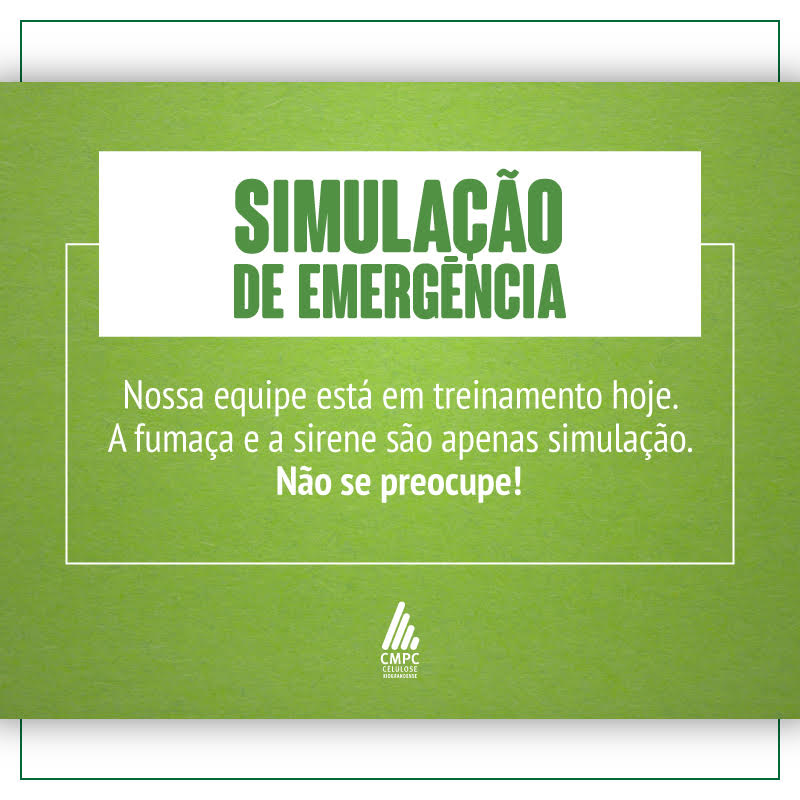 SIMULAÇÃO
DE EMERGÊNCIA
Nossa equipe está em treinamento hoje.
A fumaça e a sirene são apenas simulação.
Não se preocupe!
CMPC
CELULOSE
RIOGRANDENSE